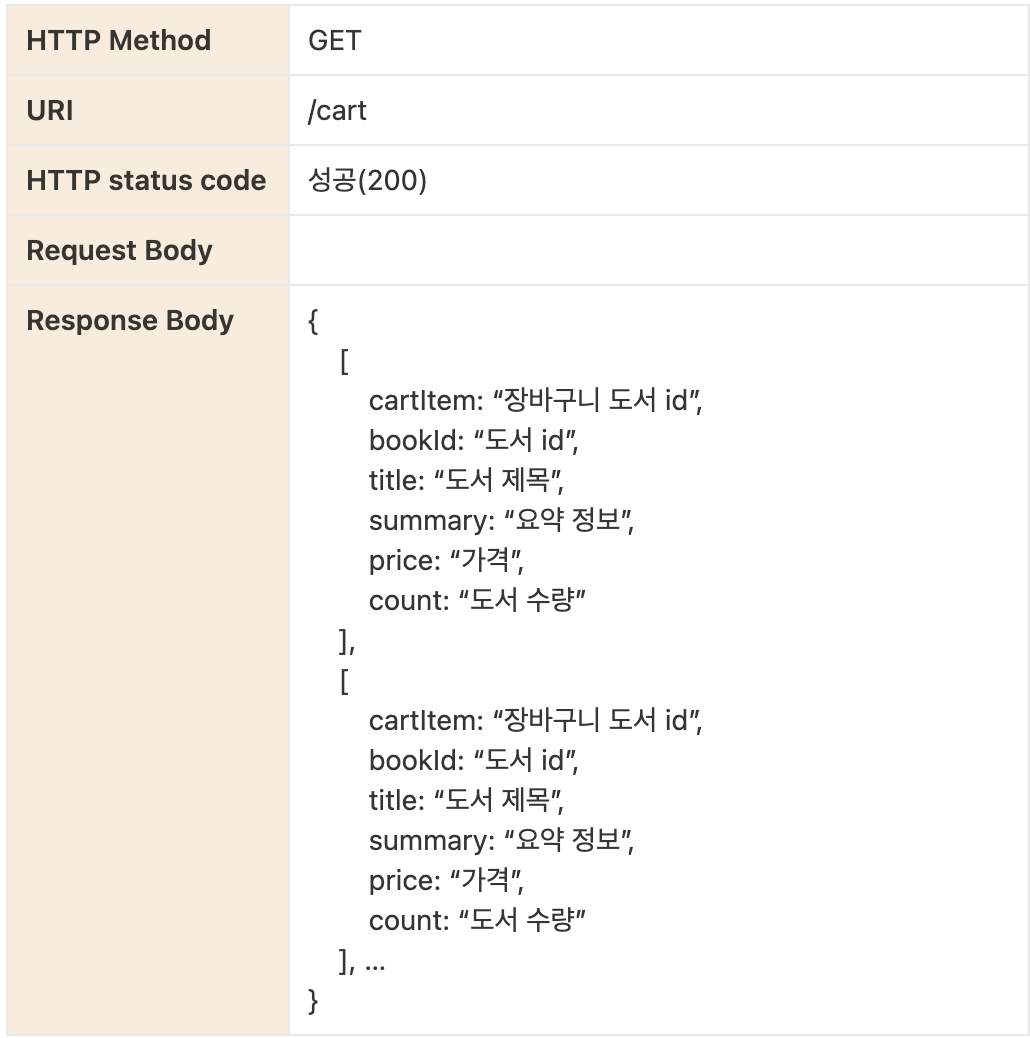 HTTP Method GET
URI /cart
HTTP status code 성공(200)
Request Body
Response Body {
[
cartItem: “장바구니 도서 id”,
bookId: “도서 id”,
title: “도서 제목”,
summary: “요약 정보”,
price: “가격”,
count: “도서 수량”
],
[
cartItem: “장바구니 도서 id”,
bookId: “도서 id”,
title: “도서 제목”,
summary: “요약 정보”,
price: “가격”,
count: “도서 수량”
], ...
}